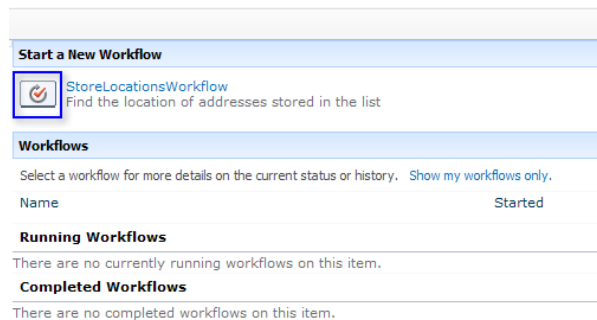 Start a New Workflow
StoreLocationsWorkflow
Find the location of addresses stored in the list
Workflows
Select a workflow for more details on the current status or history. Show my workflows only.
Name Started
Running Workflows
There are no currently running workflows on this item.
Completed Workflows
There are no completed workflows on this item.